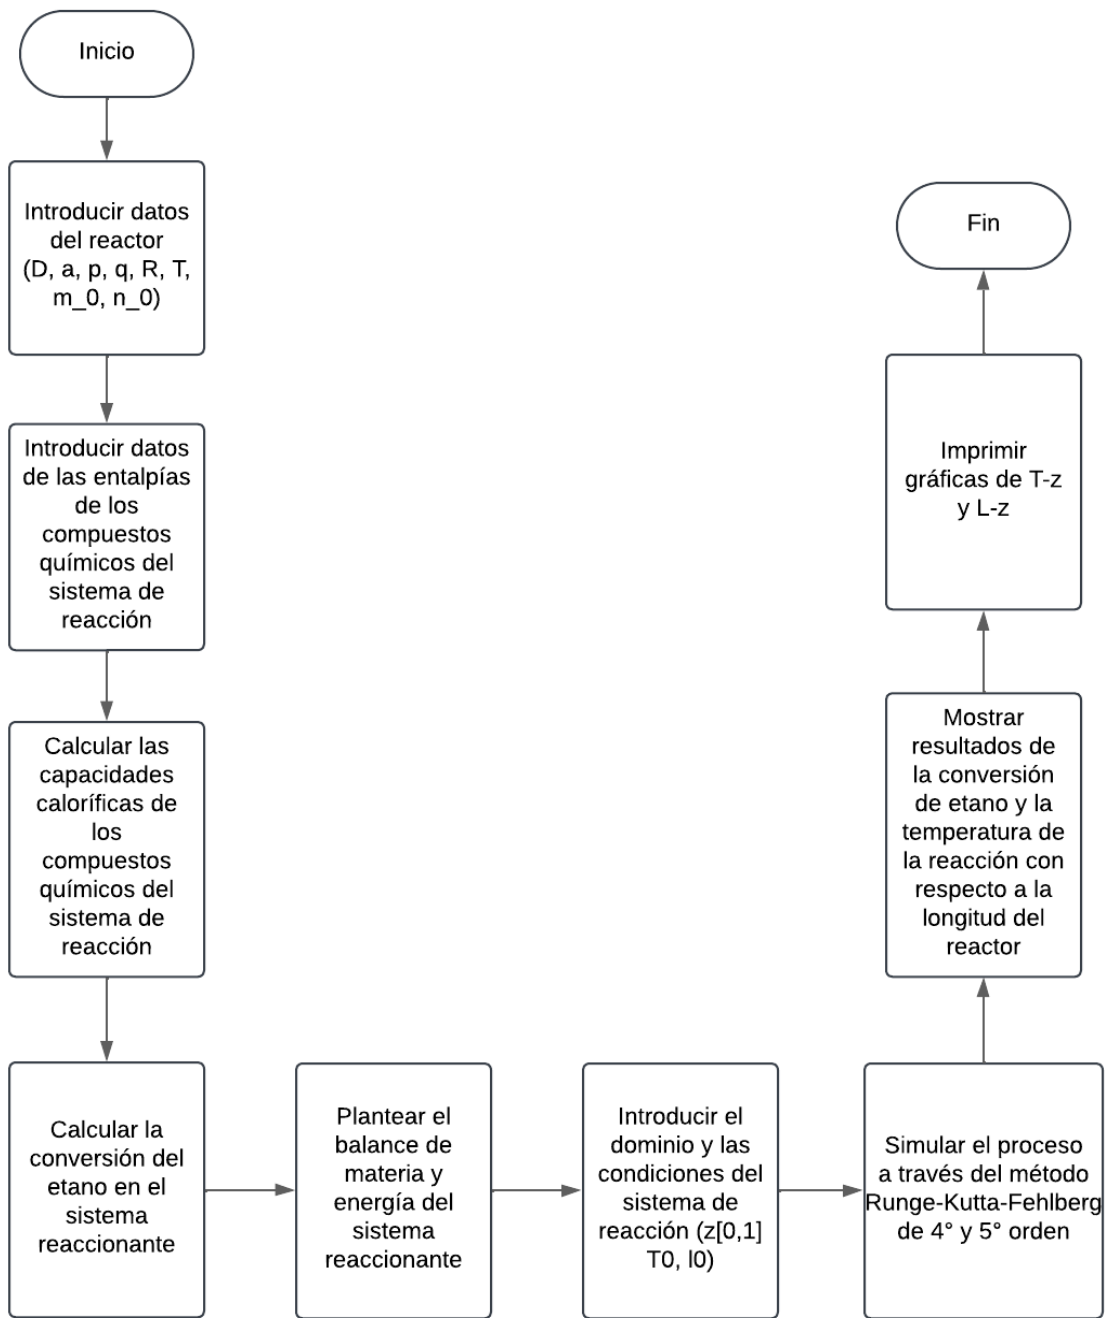 Inicio
Introducir datos
del reactor
(D, a, p, q, R, T,
m_0, n_0)
Introducir datos
de las entalpías
de los
compuestos
químicos del
sistema de
reacción
Calcular las
capacidades
caloríficas de
los
compuestos
químicos del
sistema de
reacción
Calcular la
conversión del
etano en el
sistema
reaccionante
Plantear el
balance de
materia y
energía del
sistema
reaccionante
Introducir el
dominio y las
condiciones del
sistema de
reacción (z[0,1]
T0, l0)
Simular el proceso
a través del método
Runge-Kutta-Fehlberg
de 4° y 5° orden
Mostrar
resultados de
la conversión
de etano y la
temperatura de
la reacción con
respecto a la
longitud del
reactor
Imprimir
gráficas de T-z
y L-z
Fin